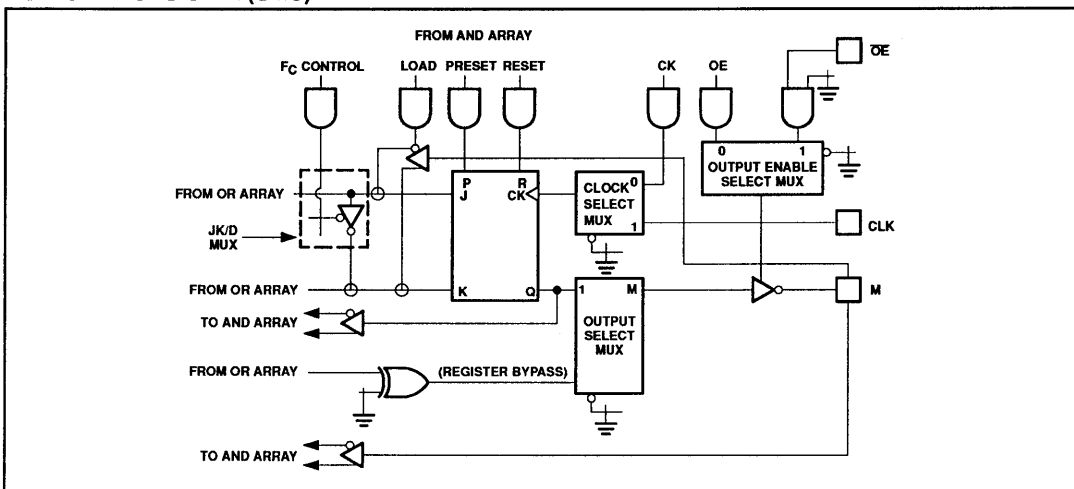 FROM AND ARRAY
FC CONTROL LOAD PRESET RESET CK OE OE
0 1
OUTPUT ENABLE
SELECT MUX
P R
FROM OR ARRAY J CK
CLOCK 0
SELECT
MUX 1
CLK
JK/D
MUX
FROM OR ARRAY K Q 1 M M
TO AND ARRAY
OUTPUT
SELECT
MUX
FROM OR ARRAY (REGISTER BYPASS)
TO AND ARRAY